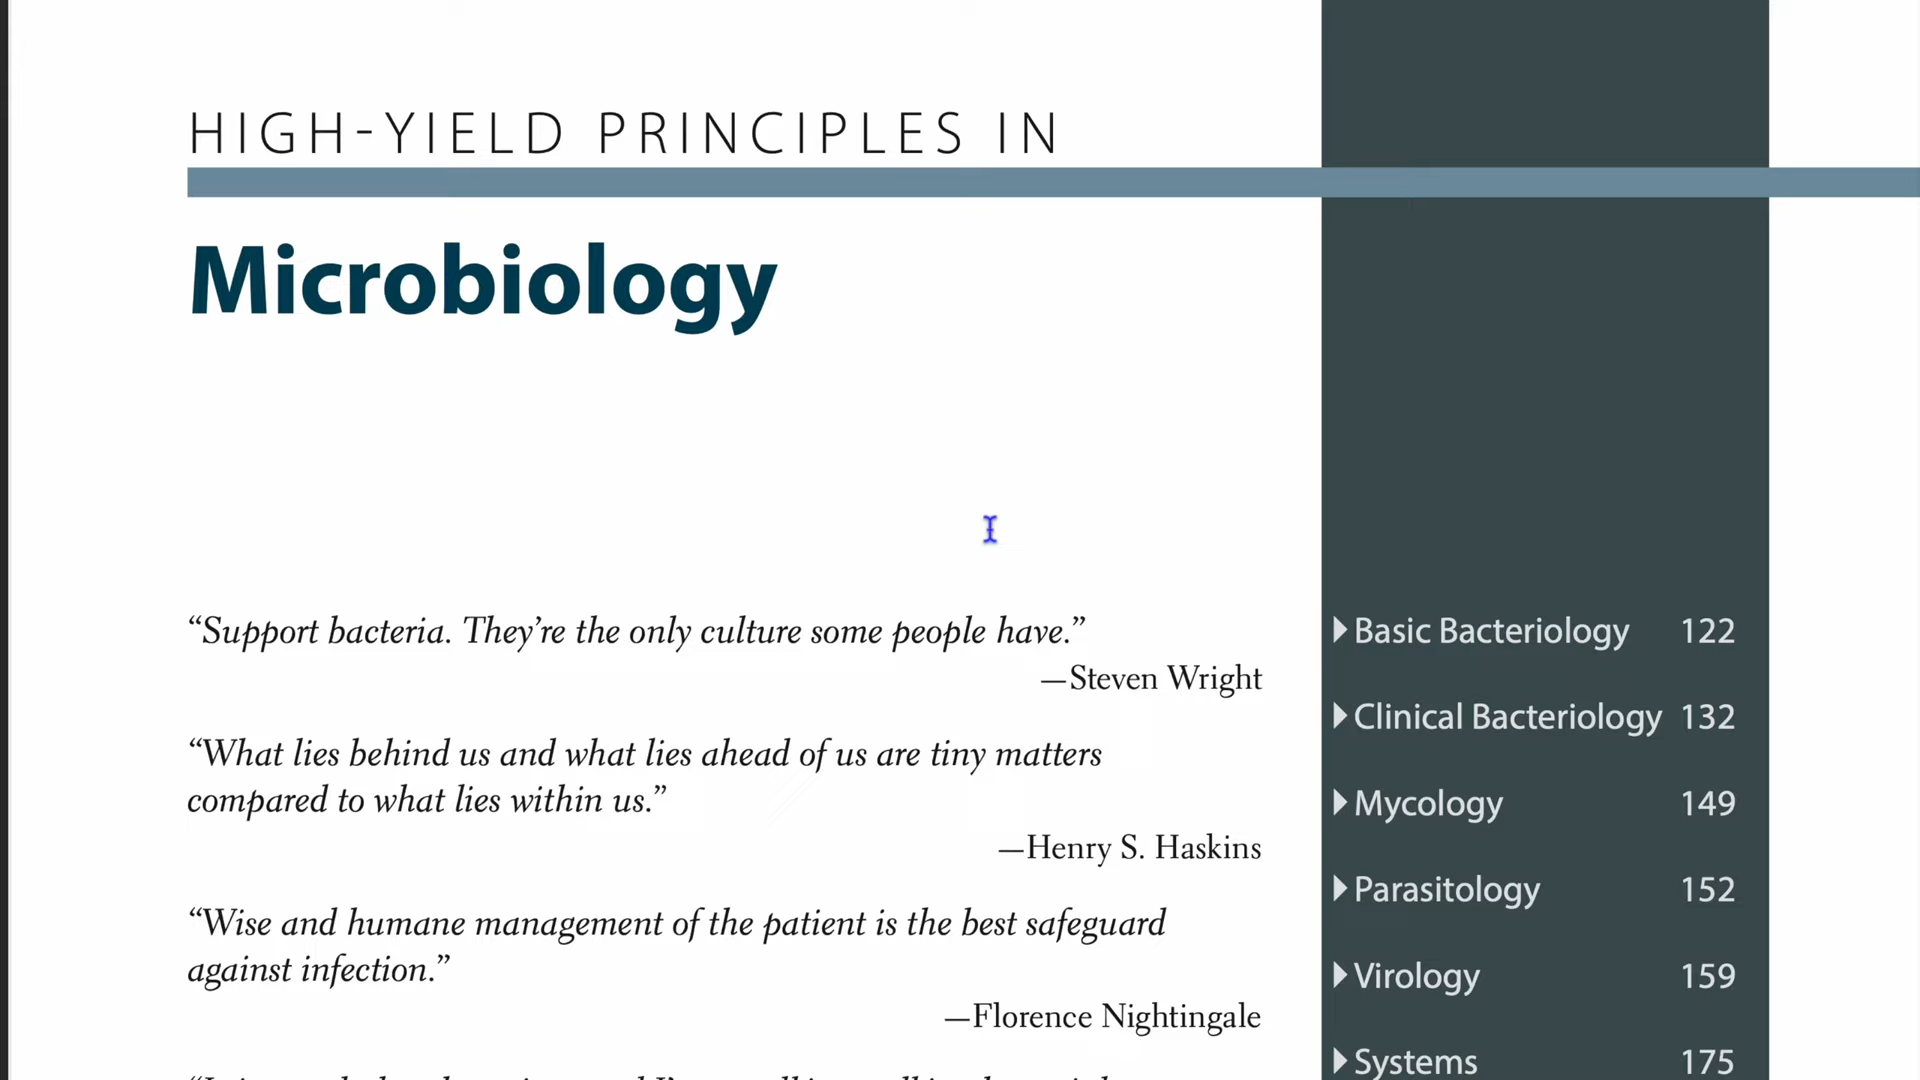 HIGH-YIELD PRINCIPLES IN
Microbiology
“Support bacteria. They’re the only culture some people have.”
—Steven Wright
“What lies behind us and what lies ahead of us are tiny matters
compared to what lies within us.”
—Henry S. Haskins
“Wise and humane management of the patient is the best safeguard
against infection.”
—Florence Nightingale
Basic Bacteriology 122
Clinical Bacteriology 132
Mycology 149
Parasitology 152
Virology 159
Systems 175